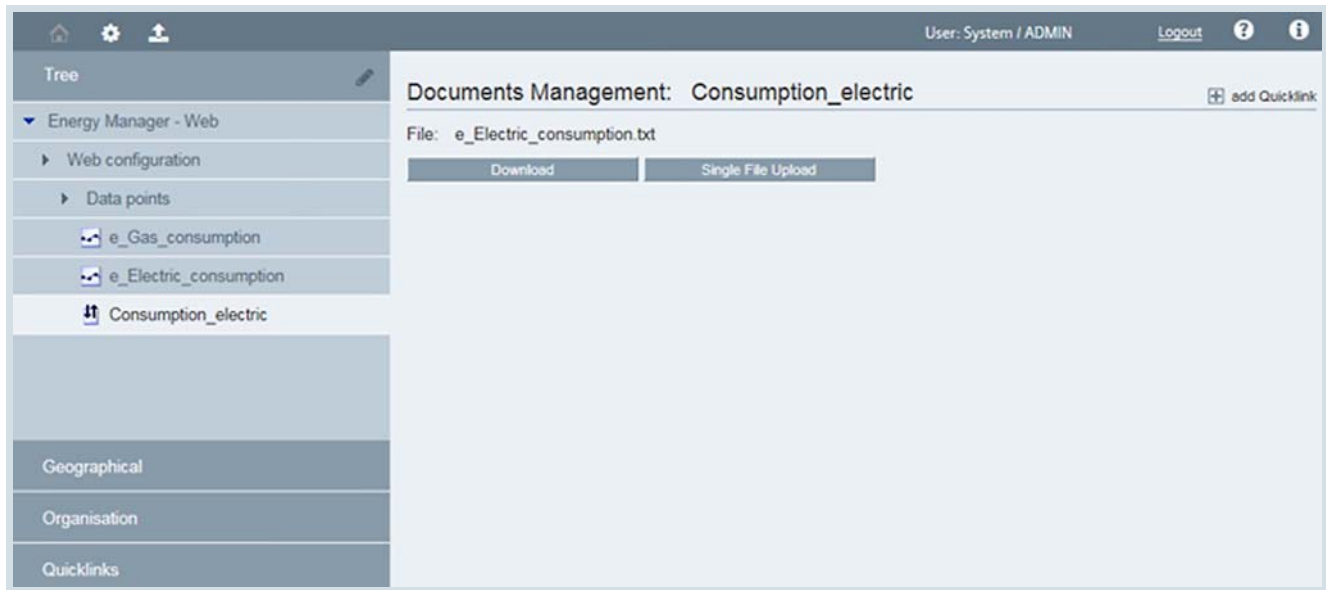 User: System / ADMIN Logout
Tree
Energy Manager - Web
Web configuration
Data points
e_Gas_consumption
e_Electric_consumption
Consumption_electric
Geographical
Organisation
Quicklinks
Documents Management: Consumption_electric
add Quicklink
File: e_Electric_consumption.txt
Download Single File Upload